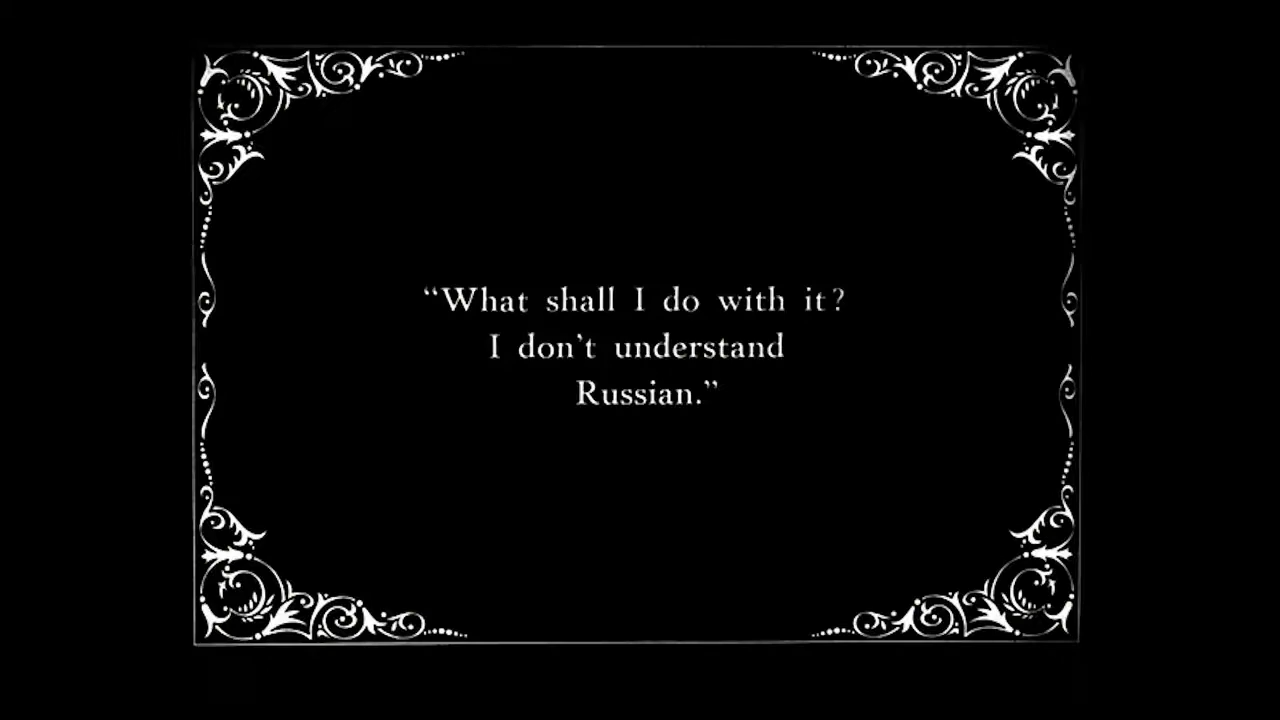 “What shall I do with it?
I don’t understand
Russian.”